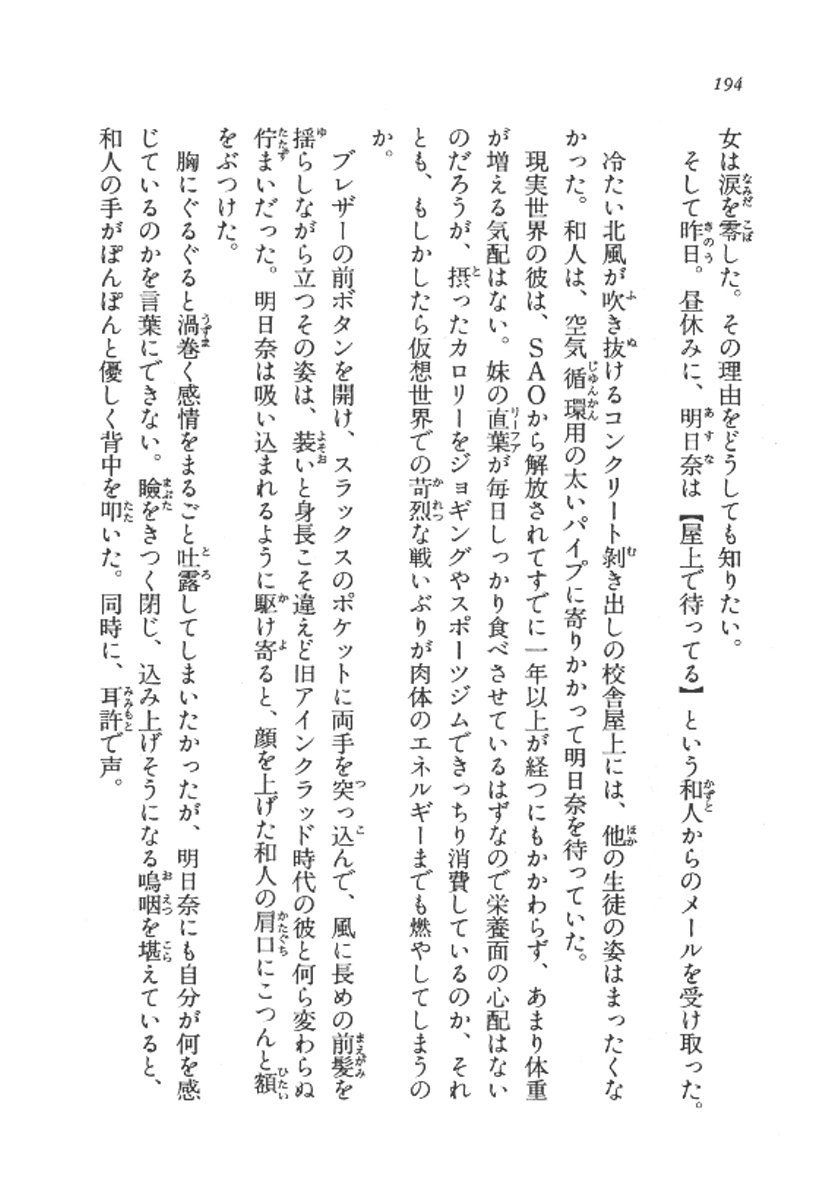 194
女は涙を零した。その理由をどうしても知りたい。
そして昨日。昼休みに、明日奈は【屋上で待ってる】という和人からのメールを受け取った。
冷たい北風が吹き抜けるコンクリート剝き出しの校舎屋上には、他の生徒の姿はまったくな
かった。和人は、空気循環用の太いパイプに寄りかかって明日奈を待っていた。
現実世界の彼は、SAOから解放されてすでに一年以上が経つにもかかわらず、あまり体重
が増える気配はない。妹の直葉が毎日しっかり食べさせているはずなので栄養面の心配はない
のだろうが、摂ったカロリーをジョギングやスポーツジムできっちり消費しているのか、それ
とも、もしかしたら仮想世界での苛烈な戦いぶりが肉体のエネルギーまでも燃やしてしまうの
か。
ブレザーの前ボタンを開け、スラックスのポケットに両手を突っ込んで、風に長めの前髪を
揺らしながら立つその姿は、装いと身長こそ違えど旧アインクラッド時代の彼と何ら変わらぬ
佇まいだった。明日奈は吸い込まれるように駆け寄ると、顔を上げた和人の肩口にこつんと額
をぶつけた。
胸にぐるぐると渦巻く感情をまるごと吐露してしまいたかったが、明日奈にも自分が何を感
じているのかを言葉にできない。瞼をきつく閉じ、込み上げそうになる嗚咽を堪えていると、
和人の手がぽんぽんと優しく背中を叩いた。同時に、耳許で声。